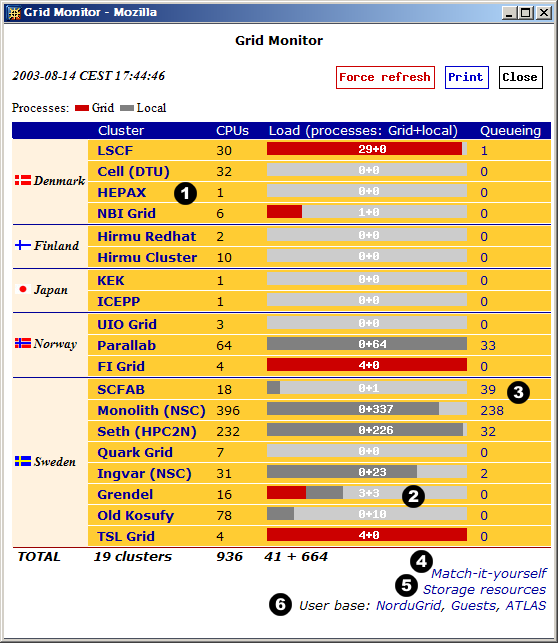 Grid Monitor - Mozilla
Grid Monitor
2003-08-14 CEST 17:44:46 Force refresh Print Close
Processes: Grid Local
Cluster CPUs Load (processes: Grid+local) Queueing
Denmark
LSCF 30 29+0 1
Cell (DTU) 32 0+0 0
HEPAX 1 1 0+0 0
NBI Grid 6 1+0 0
Finland
Hirmu Redhat 2 0+0 0
Hirmu Cluster 10 0+0 0
Japan
KEK 1 0+0 0
ICEPP 1 0+0 0
Norway
UIO Grid 3 0+0 0
Parallab 64 0+64 33
FI Grid 4 4+0 0
Sweden
SCFAB 18 0+1 39 3
Monolith (NSC) 396 0+337 238
Seth (HPC2N) 232 0+226 32
Quark Grid 7 0+0 0
Ingvar (NSC) 31 0+23 2
Grendel 16 3+3 2 0
Old Kosufy 78 0+10 0
TSL Grid 4 4+0 0
TOTAL 19 clusters 936 41 + 664
4 Match-it-yourself
5 Storage resources
6 User base: NorduGrid, Guests, ATLAS